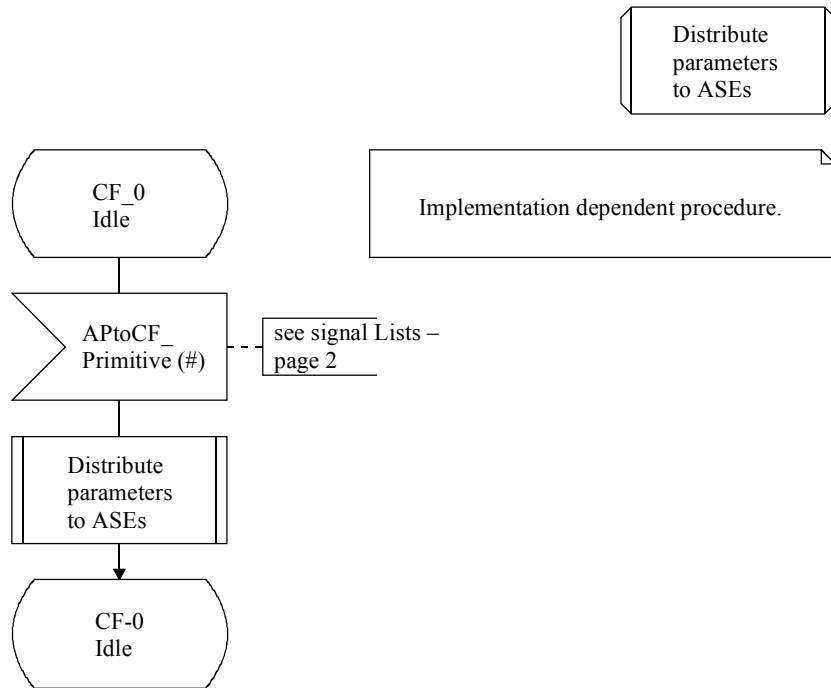 Distribute
parameters
to ASEs
CF_0
Idle
Implementation dependent procedure.
APtoCF_
Primitive (#)
see signal Lists –
page 2
Distribute
parameters
to ASEs
CF-0
Idle